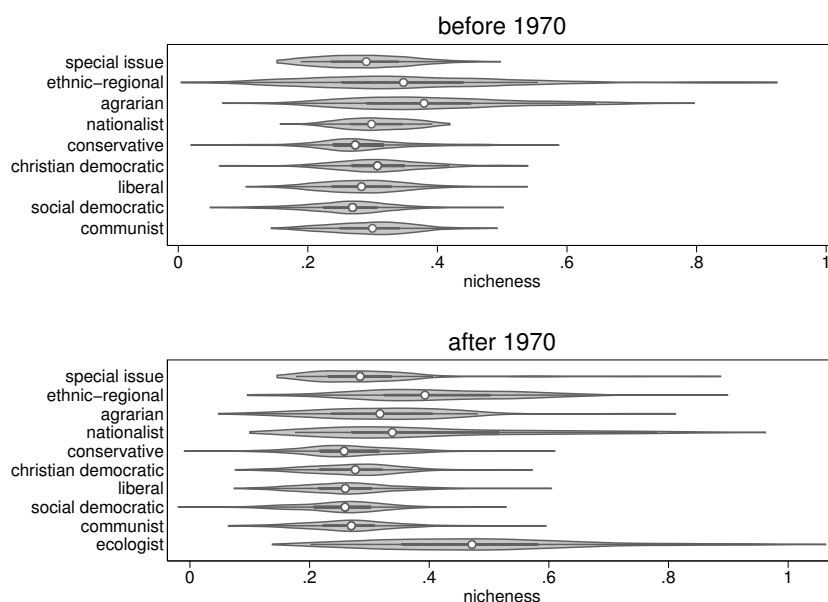 before 1970
special issue
ethnic-regional
agrarian
nationalist
conservative
christian democratic
liberal
social democratic
communist
0 .2 .4 .6 .8 1
nicheness
after 1970
special issue
ethnic-regional
agrarian
nationalist
conservative
christian democratic
liberal
social democratic
communist
ecologist
0 .2 .4 .6 .8 1
nicheness